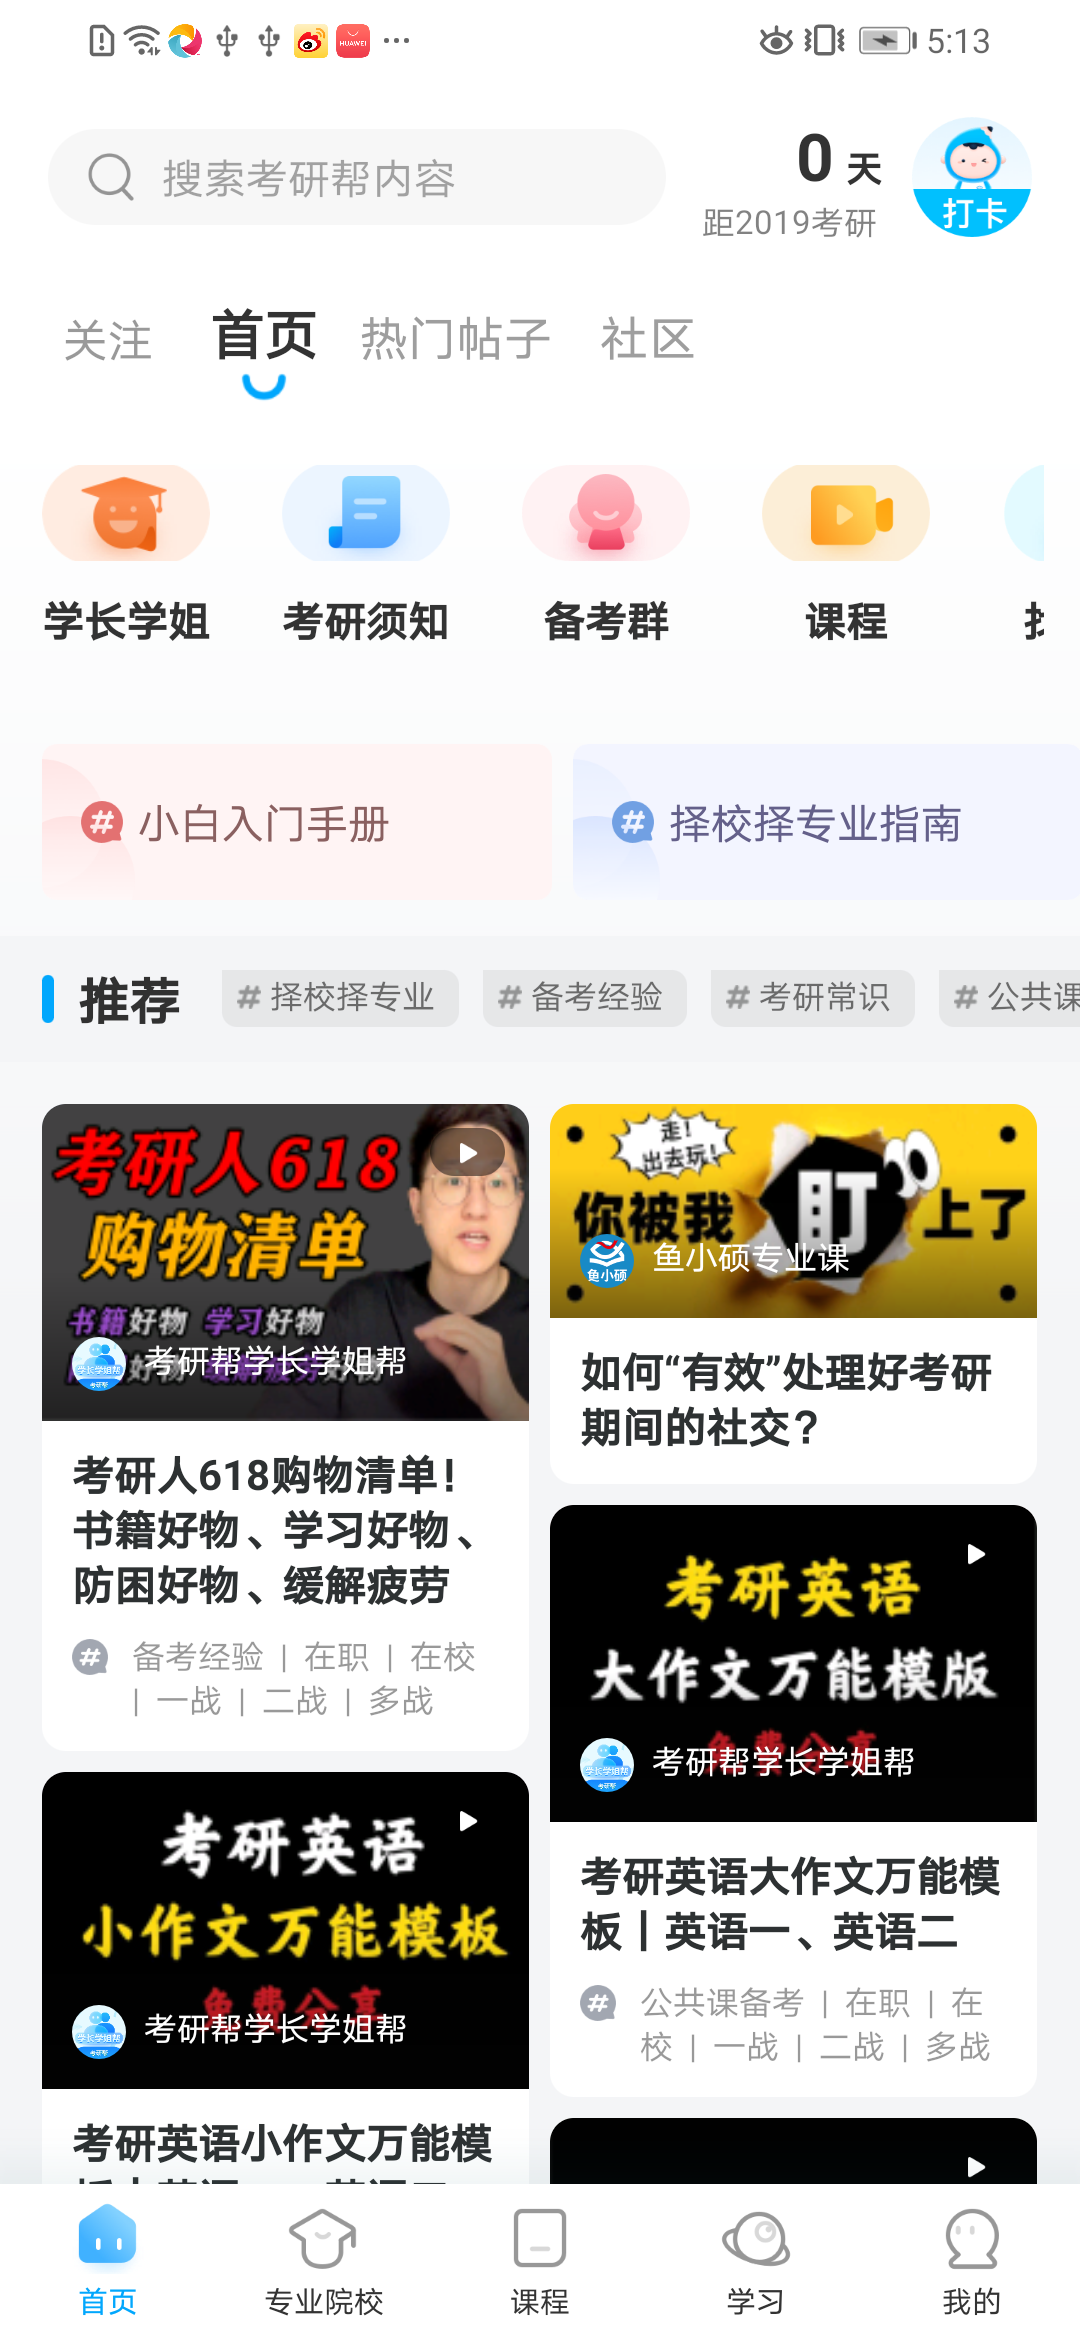 5:13
搜索考研帮内容
0 天
距2019考研
打卡
关注
首页
热门帖子
社区
学长学姐
考研须知
备考群
课程
小白入门手册
择校择专业指南
推荐
# 择校择专业
# 备考经验
# 考研常识
# 公共课
考研人618
购物清单
书籍好物 学习好物
考研帮学长学姐帮
考研人618购物清单！
书籍好物、学习好物、
防困好物、缓解疲劳
备考经验 | 在职 | 在校
| 一战 | 二战 | 多战
走！
出去玩！
你被我盯上了
鱼小硕
鱼小硕专业课
如何“有效”处理好考研
期间的社交？
考研英语
大作文万能模版
免费分享
考研帮学长学姐帮
考研英语大作文万能模
板 | 英语一、英语二
公共课备考 | 在职 | 在
校 | 一战 | 二战 | 多战
考研英语
小作文万能模板
免费分享
考研帮学长学姐帮
考研英语小作文万能模
首页
专业院校
课程
学习
我的